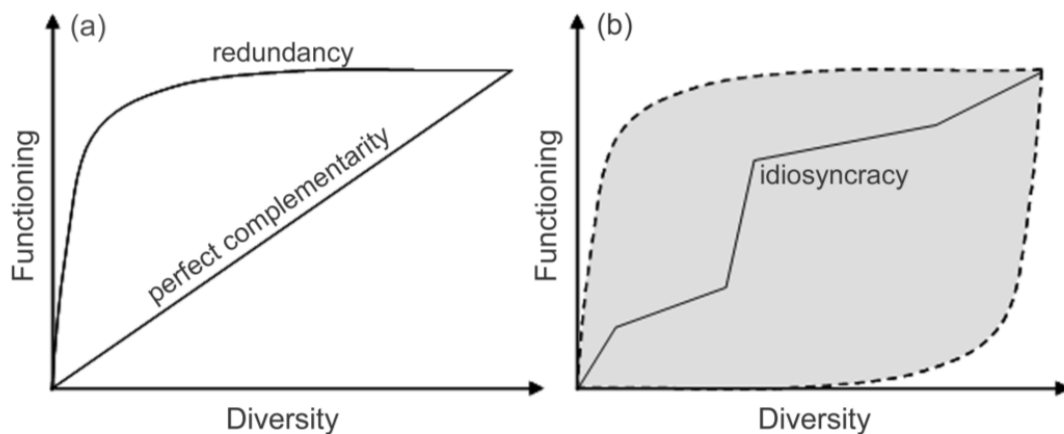 (a)
redundancy
perfect complementarity
Functioning
Diversity
(b)
idiosyncracy
Functioning
Diversity